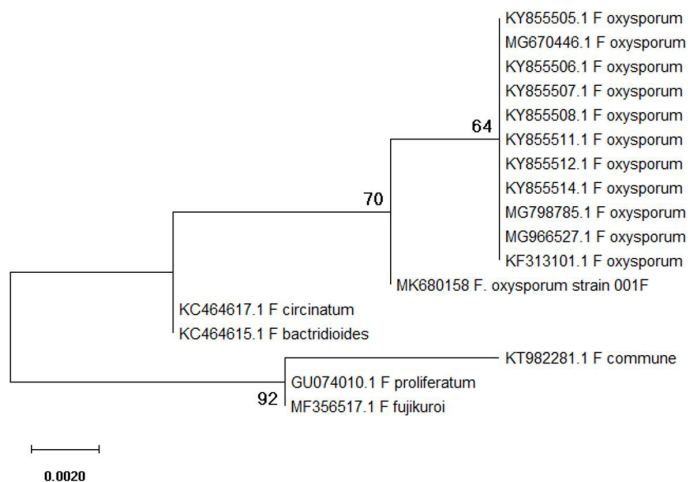 KY855505.1 F oxysporum
MG670446.1 F oxysporum
KY855506.1 F oxysporum
KY855507.1 F oxysporum
KY855508.1 F oxysporum
64
KY855511.1 F oxysporum
KY855512.1 F oxysporum
KY855514.1 F oxysporum
70
MG798785.1 F oxysporum
MG966527.1 F oxysporum
KF313101.1 F oxysporum
MK680158 F. oxysporum strain 001F
KC464617.1 F circinatum
KC464615.1 F bactridioides
KT982281.1 F commune
GU074010.1 F proliferatum
92
MF356517.1 F fujikuroi
0.0020